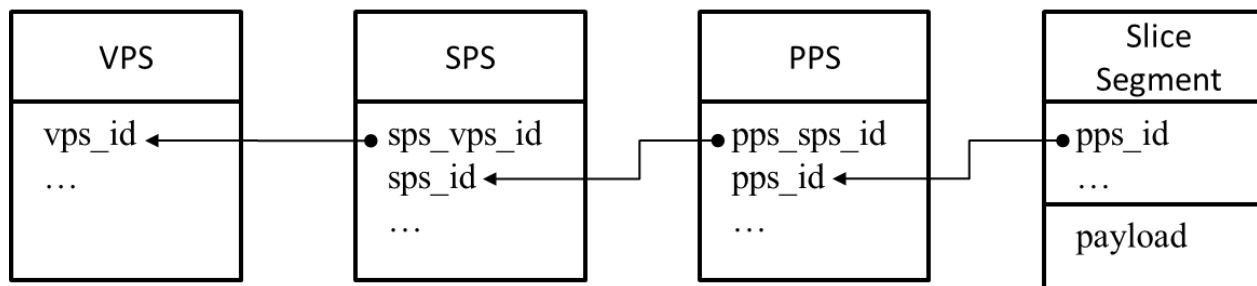 VPS
vps_id
…
SPS
sps_vps_id
sps_id
…
PPS
pps_sps_id
pps_id
…
Slice
Segment
pps_id
…
payload